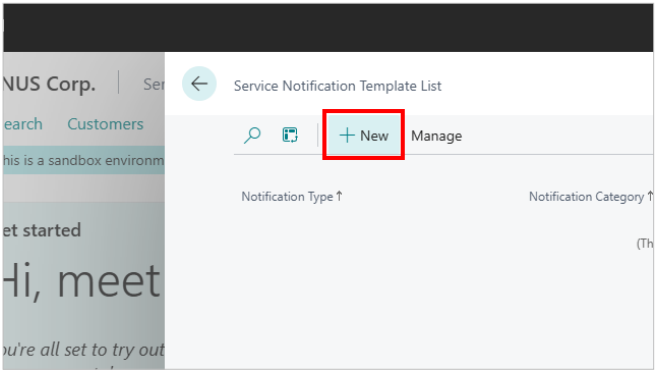 NUS Corp.
Service Notification Template List
earch Customers
New Manage
his is a sandbox environm
Notification Type ↑ Notification Category ↑
et started
(Th
Hi, meet
ou're all set to try out